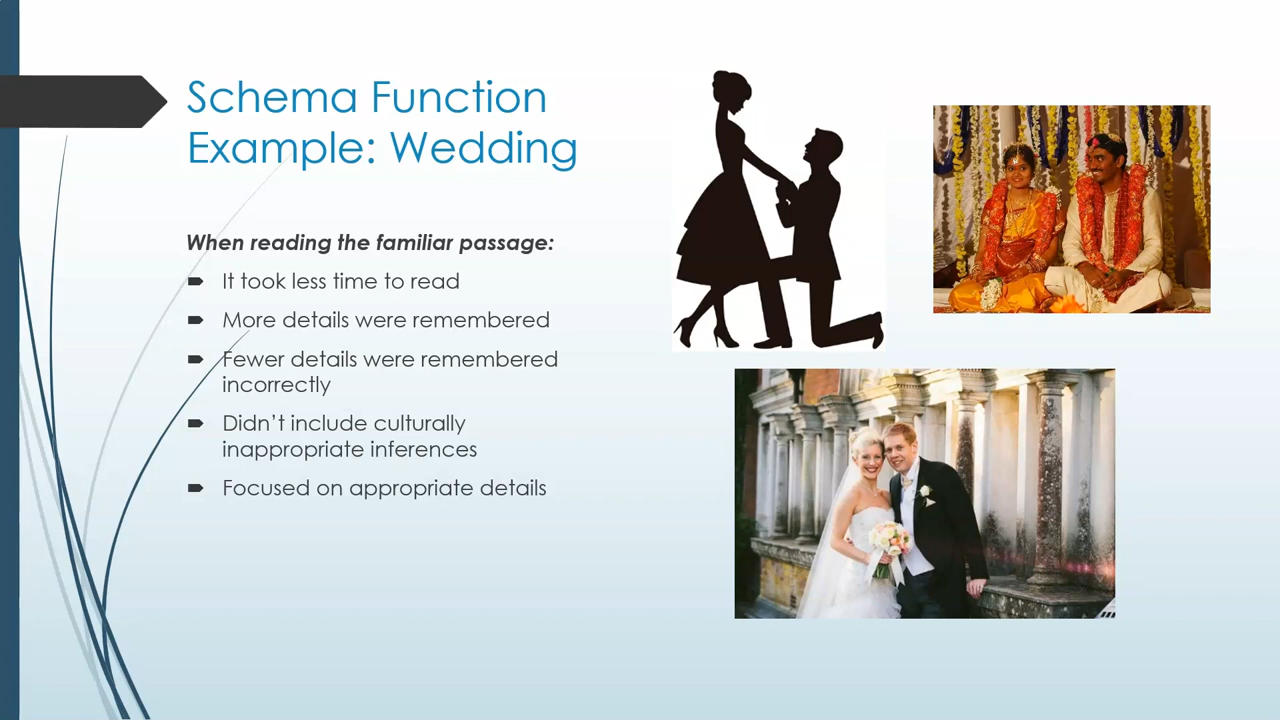 Schema Function
Example: Wedding
When reading the familiar passage:
It took less time to read
More details were remembered
Fewer details were remembered
incorrectly
Didn’t include culturally
inappropriate inferences
Focused on appropriate details